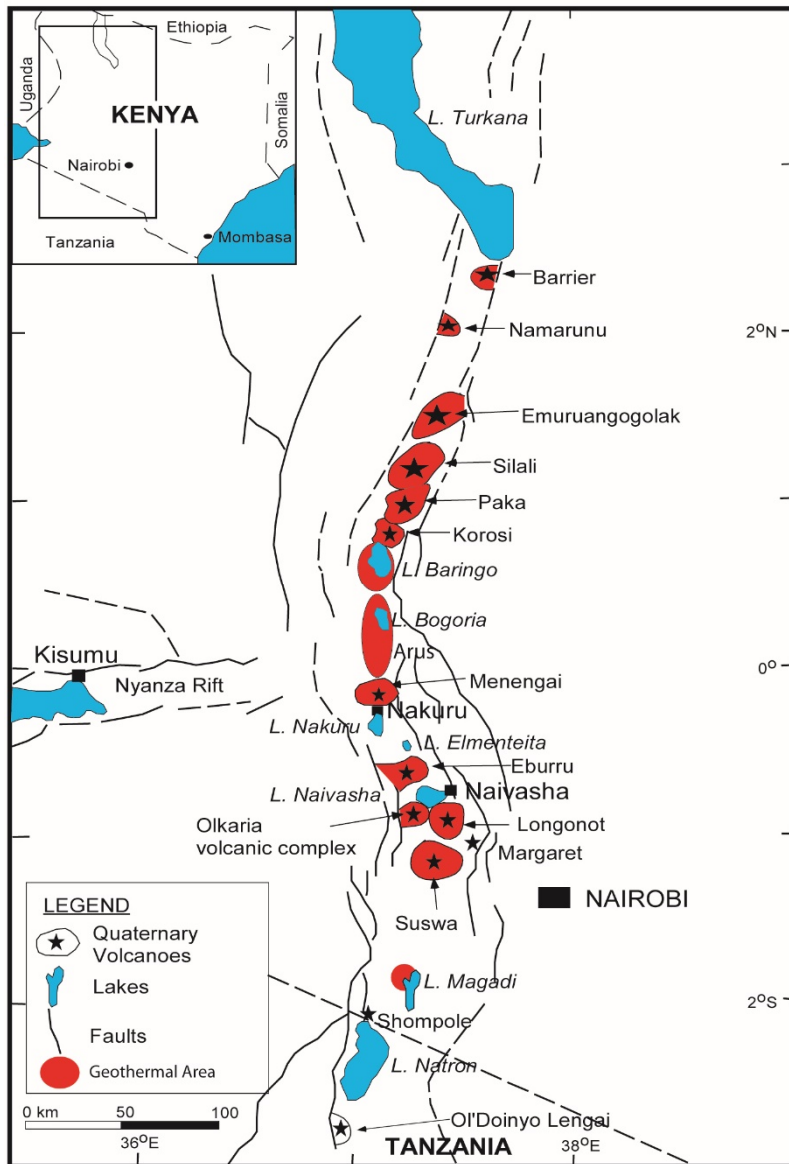 Ethiopia
Uganda
KENYA
Somalia
Nairobi
Tanzania
Mombasa
L. Turkana
Barrier
Namarunu
2°N
Emuruangogolak
Silali
Paka
Korosi
L. Baringo
L. Bogoria
Arus
Kisumu
0°
Nyanza Rift
Menengai
Nakuru
L. Nakuru
L. Elmenteita
Eburru
L. Naivasha
Naivasha
Olkaria
volcanic complex
Longonot
Margaret
NAIROBI
Suswa
LEGEND
Quaternary
Volcanoes
Lakes
Faults
Geothermal Area
0 km
50
100
L. Magadi
2°S
Shompole
L. Natron
Ol'Doinyo Lengai
36°E
TANZANIA
38°E